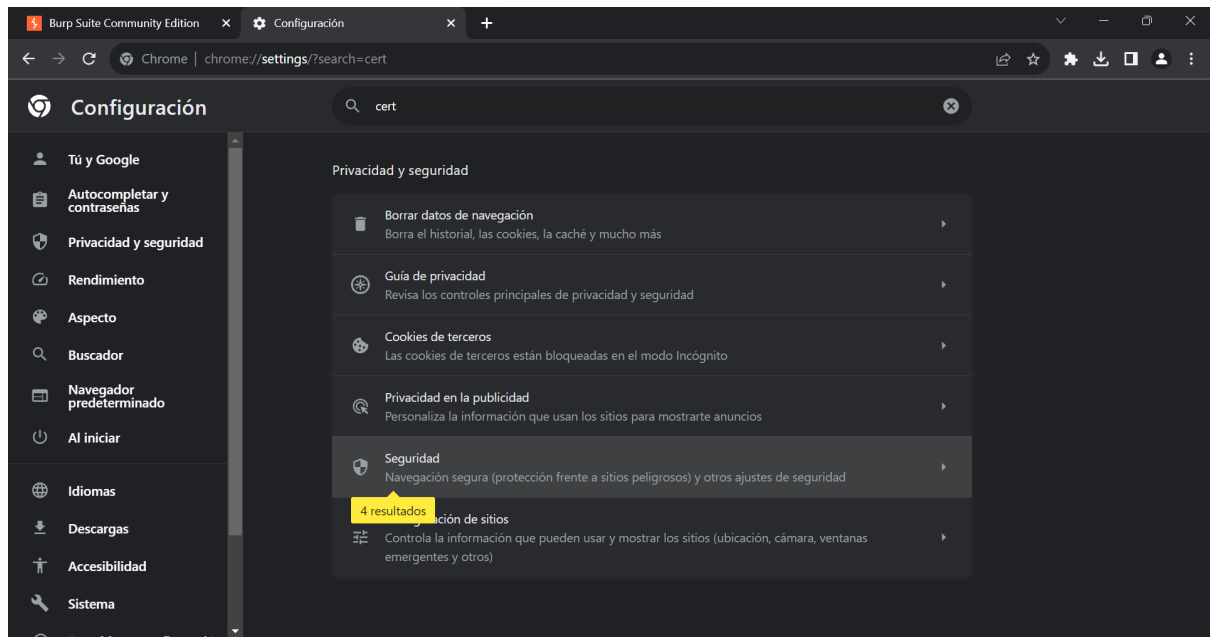 Burp Suite Community Edition
Configuración
Chrome | chrome://settings/?search=cert
Configuración
cert
Tú y Google
Autocompletar y
contraseñas
Privacidad y seguridad
Rendimiento
Aspecto
Buscador
Navegador
predeterminado
Al iniciar
Idiomas
Descargas
Accesibilidad
Sistema
Privacidad y seguridad
Borrar datos de navegación
Borra el historial, las cookies, la caché y mucho más
Guía de privacidad
Revisa los controles principales de privacidad y seguridad
Cookies de terceros
Las cookies de terceros están bloqueadas en el modo Incógnito
Privacidad en la publicidad
Personaliza la información que usan los sitios para mostrarte anuncios
Seguridad
Navegación segura (protección frente a sitios peligrosos) y otros ajustes de seguridad
4 resultados
de sitios
Controla la información que pueden usar y mostrar los sitios (ubicación, cámara, ventanas
emergentes y otros)